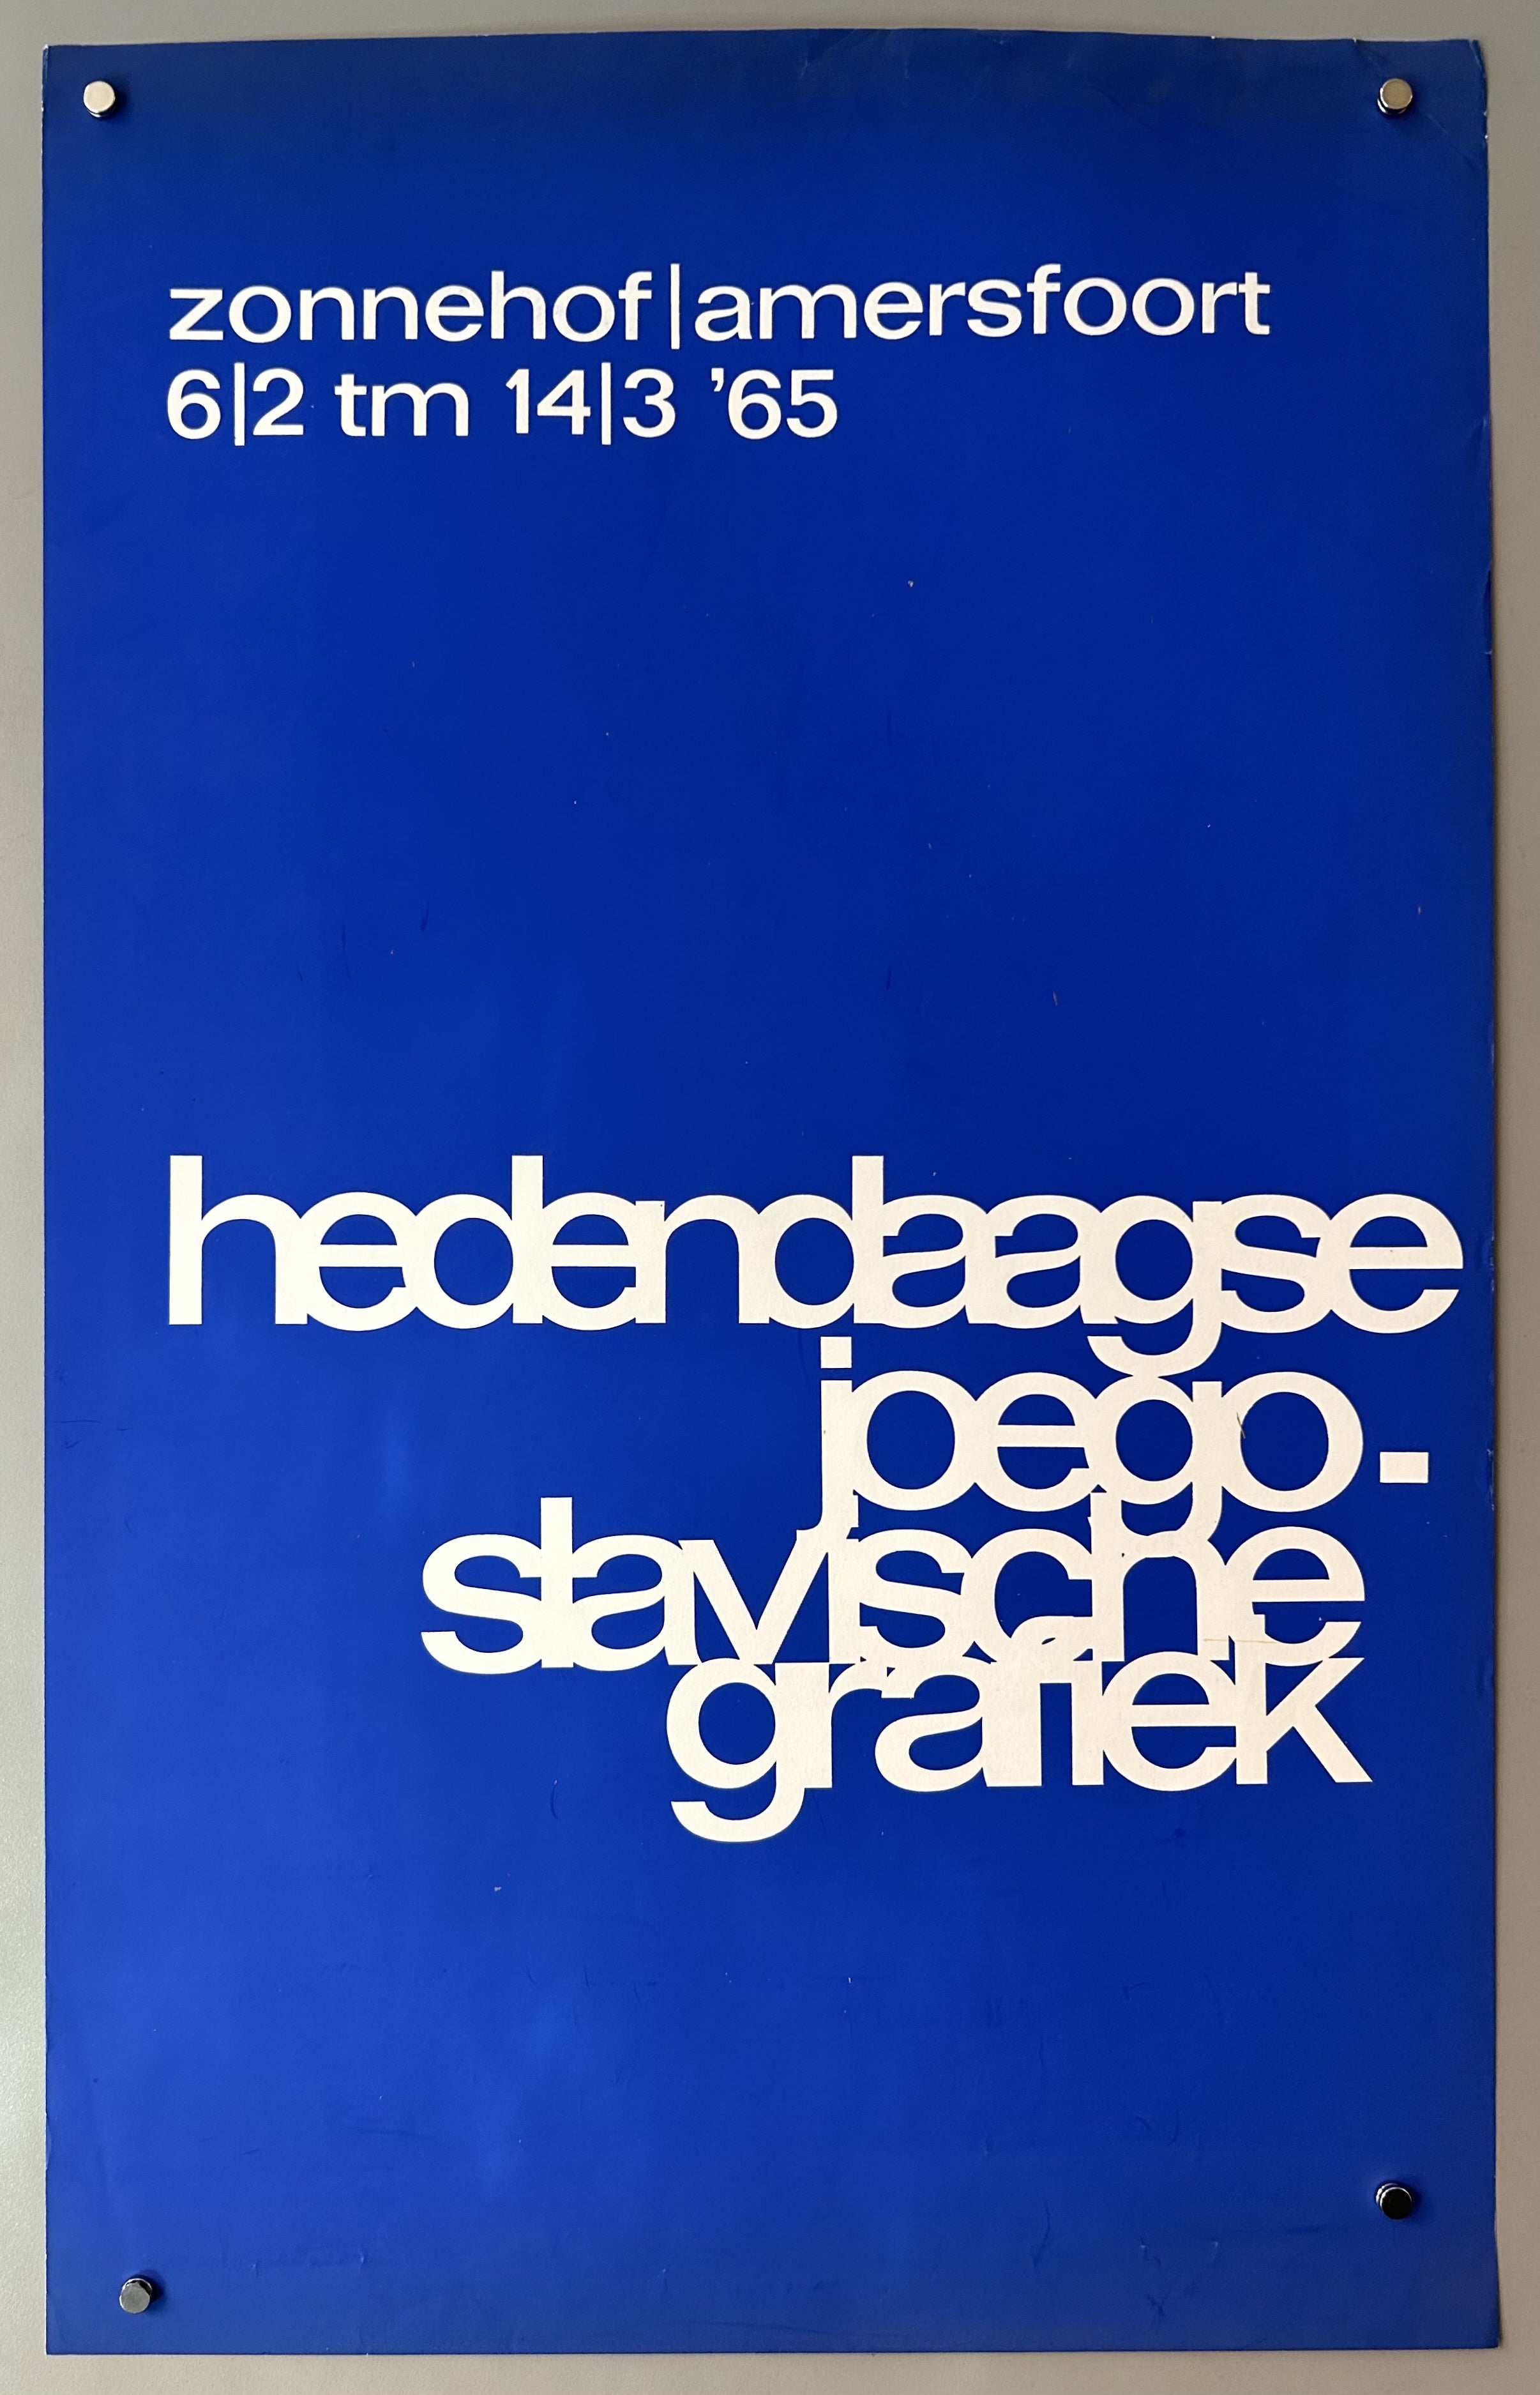 zonnehof|amersfoort
6|2 tm 14|3 '65
hedendaagse
joego-
slavische
grafiek